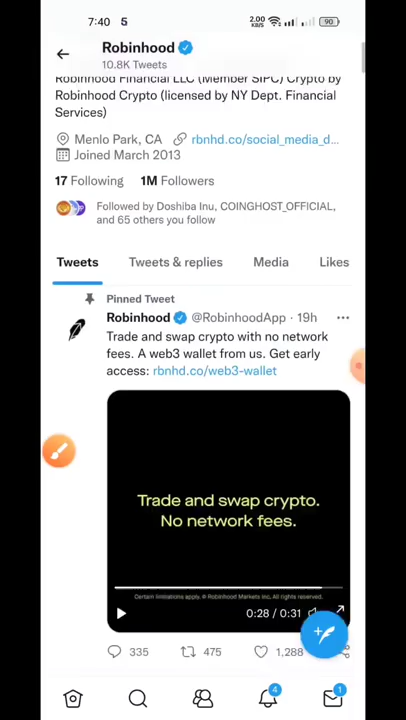 7:40 5 2.00 KB/S 90
Robinhood
10.8K Tweets
Robinhood Financial LLC (Member SIPC) Crypto by
Robinhood Crypto (licensed by NY Dept. Financial
Services)
Menlo Park, CA rbnhd.co/social_media_d...
Joined March 2013
17 Following 1M Followers
Followed by Doshiba Inu, COINGHOST_OFFICIAL,
and 65 others you follow
Tweets Tweets & replies Media Likes
Pinned Tweet
Robinhood @RobinhoodApp · 19h
Trade and swap crypto with no network
fees. A web3 wallet from us. Get early
access: rbnhd.co/web3-wallet
Trade and swap crypto.
No network fees.
Certain limitations apply. © Robinhood Markets Inc. All rights reserved.
0:28 / 0:31
335 475 1,288
4 1